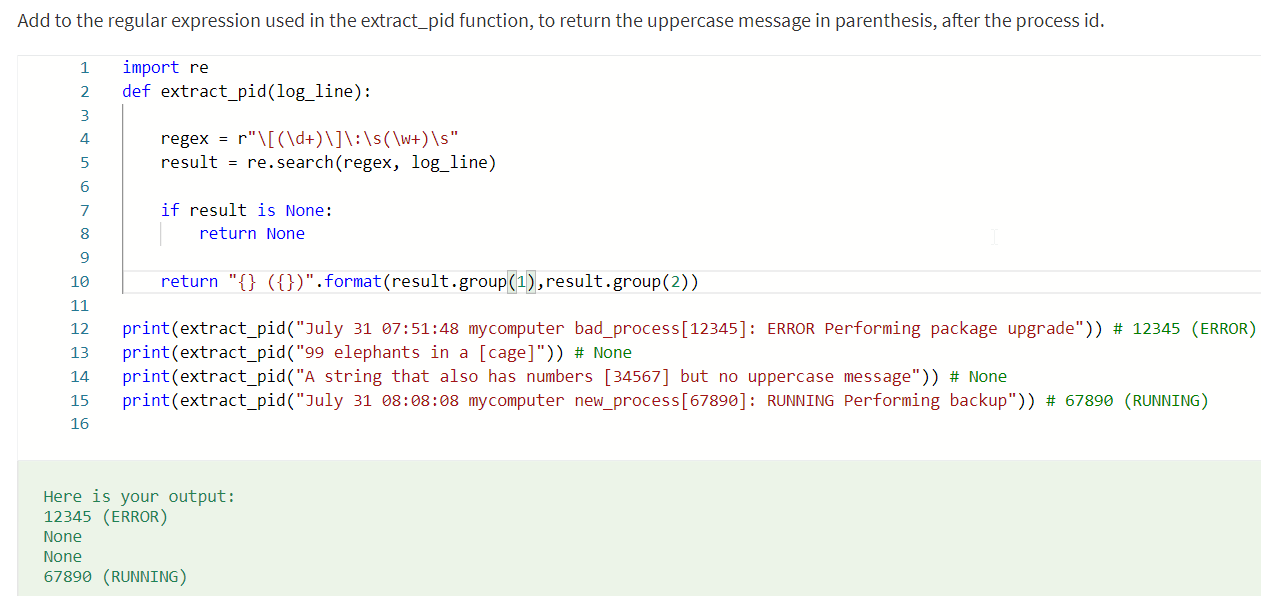 Add to the regular expression used in the extract_pid function, to return the uppercase message in parenthesis, after the process id.
1 import re
2 def extract_pid(log_line):
3
4 regex = r"\[(\d+)\]\:\s(\w+)\s"
5 result = re.search(regex, log_line)
6
7 if result is None:
8 return None
9
10 return "{} ({})".format(result.group(1),result.group(2))
11
12 print(extract_pid("July 31 07:51:48 mycomputer bad_process[12345]: ERROR Performing package upgrade")) # 12345 (ERROR)
13 print(extract_pid("99 elephants in a [cage]")) # None
14 print(extract_pid("A string that also has numbers [34567] but no uppercase message")) # None
15 print(extract_pid("July 31 08:08:08 mycomputer new_process[67890]: RUNNING Performing backup")) # 67890 (RUNNING)
16
Here is your output:
12345 (ERROR)
None
None
67890 (RUNNING)